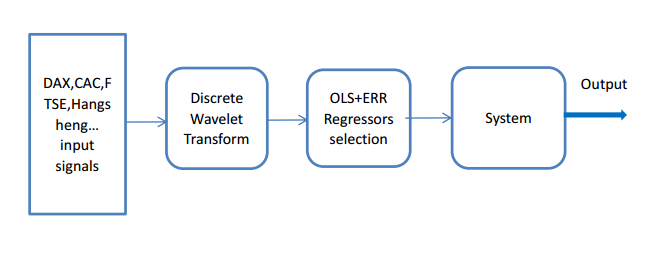 DAX,CAC,F
TSE,Hangs
heng...
input
signals
Discrete
Wavelet
Transform
OLS+ERR
Regressors
selection
System
Output